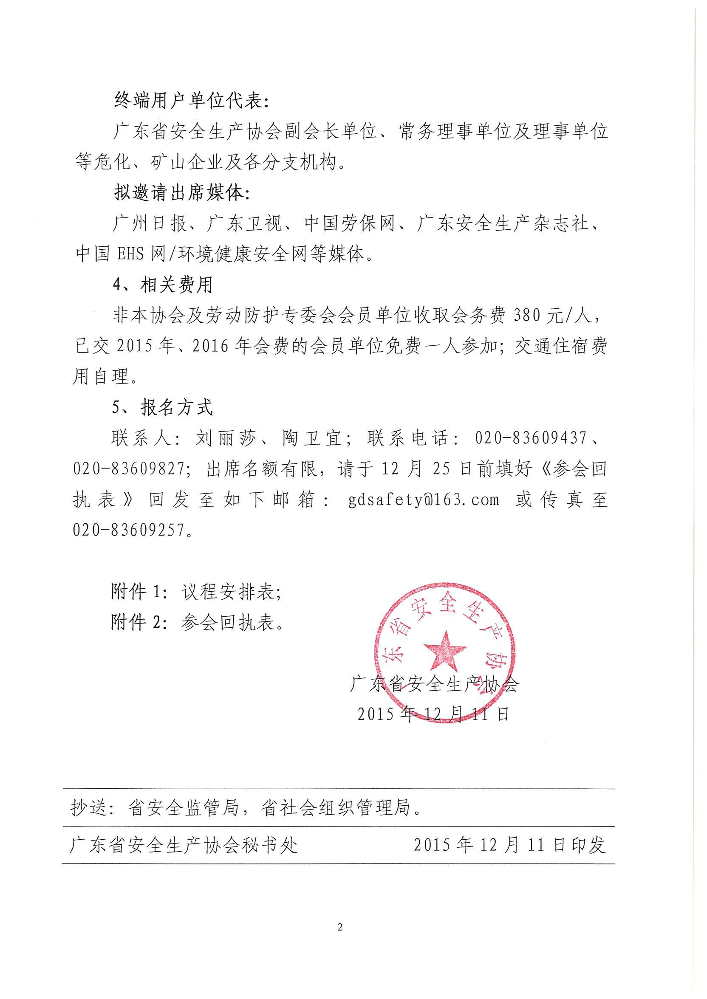 终端用户单位代表：
广东省安全生产协会副会长单位、常务理事单位及理事单位
等危化、矿山企业及各分支机构。
拟邀请出席媒体：
广州日报、广东卫视、中国劳保网、广东安全生产杂志社、
中国 EHS 网/环境健康安全网等媒体。
4、相关费用
非本协会及劳动防护专委会会员单位收取会务费 380 元/人，
已交 2015 年、2016 年会费的会员单位免费一人参加；交通住宿费
用自理。
5、报名方式
联系人：刘丽莎、陶卫宜；联系电话：020-83609437、
020-83609827；出席名额有限，请于 12 月 25 日前填好《参会回
执表》回发至如下邮箱：gdsafety@163.com 或传真至
020-83609257。
附件 1：议程安排表；
附件 2：参会回执表。
广东省安全生产协会
广东省安全生产协会
2015 年 12 月 11 日
抄送：省安全监管局，省社会组织管理局。
广东省安全生产协会秘书处 2015 年 12 月 11 日印发
2